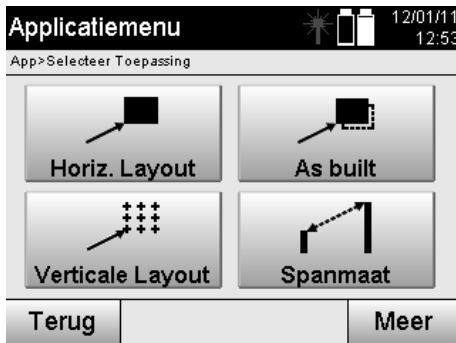 Applicatiemenu
12/01/11
12:53
App>Selecteer Toepassing
Horiz. Layout
As built
Verticale Layout
Spanmaat
Terug
Meer